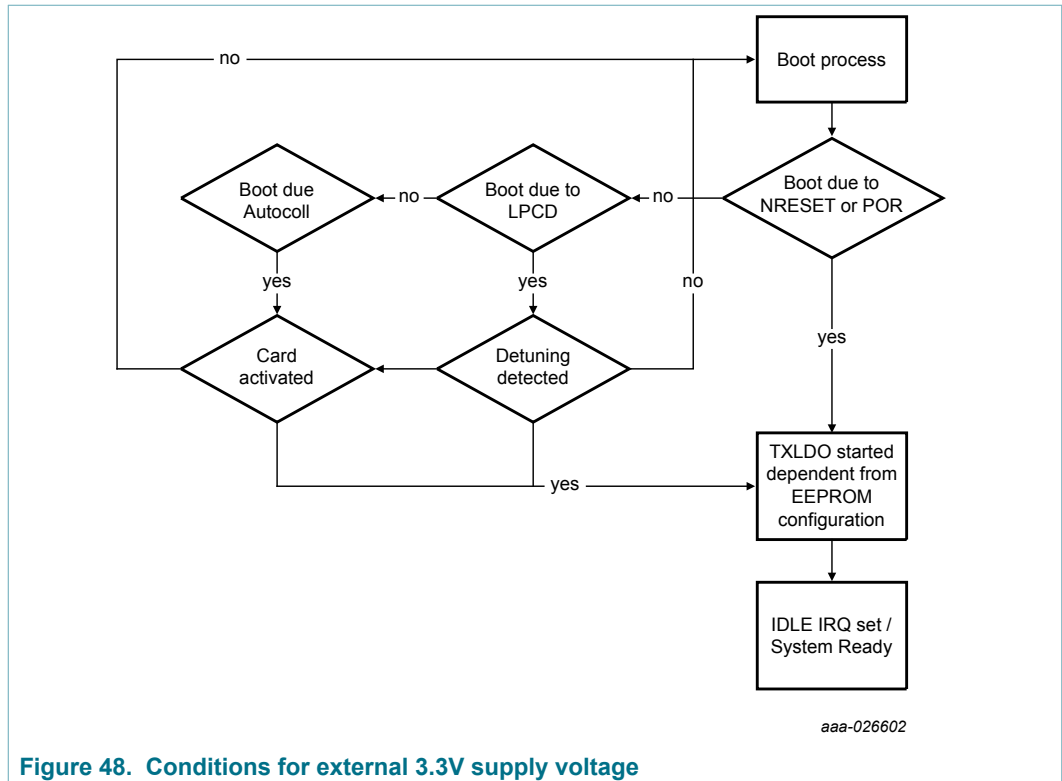 no
Boot process
Boot due
Autocoll
no
Boot due to
LPCD
no
Boot due to
NRESET or POR
yes
yes
no
yes
Card
activated
Detuning
detected
TXLDO started
dependent from
EEPROM
configuration
yes
IDLE IRQ set /
System Ready
aaa-026602
Figure 48. Conditions for external 3.3V supply voltage